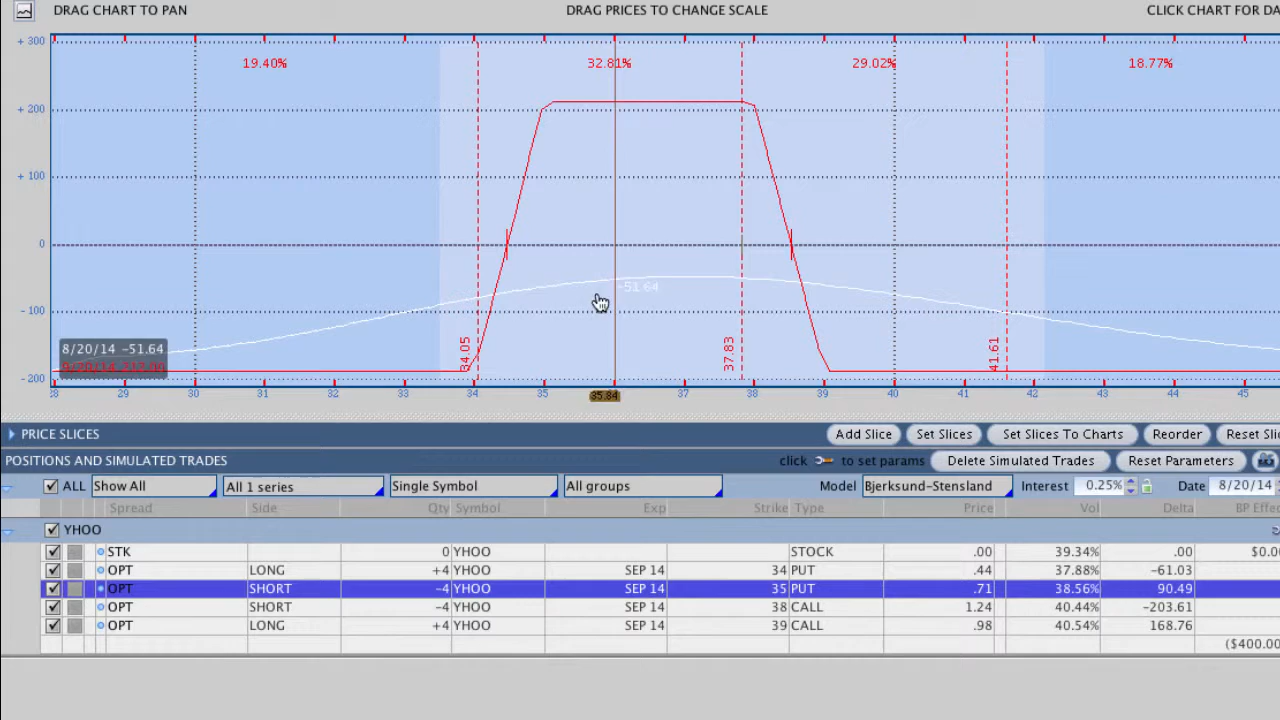 DRAG CHART TO PAN DRAG PRICES TO CHANGE SCALE CLICK CHART FOR DA
+ 300
19.40% 32.81% 29.02% 18.77%
+ 200
+ 100
0
-51.64
- 100
34.05 37.83 41.61
8/20/14 -51.64
9/20/14 212.00
- 200
28 29 30 31 32 33 34 35 35.84 37 38 39 40 41 42 43 44 45
PRICE SLICES Add Slice Set Slices Set Slices To Charts Reorder Reset Sli
POSITIONS AND SIMULATED TRADES click to set params Delete Simulated Trades Reset Parameters
ALL Show All All 1 series Single Symbol All groups Model Bjerksund-Stensland Interest 0.25% Date 8/20/14
Spread Side Qty Symbol Exp Strike Type Price Vol Delta BP Effe
YHOO
STK 0 YHOO STOCK .00 39.34% .00 $0.0
OPT LONG +4 YHOO SEP 14 34 PUT .44 37.88% -61.03
OPT SHORT -4 YHOO SEP 14 35 PUT .71 38.56% 90.49
OPT SHORT -4 YHOO SEP 14 38 CALL 1.24 40.44% -203.61
OPT LONG +4 YHOO SEP 14 39 CALL .98 40.54% 168.76
($400.00